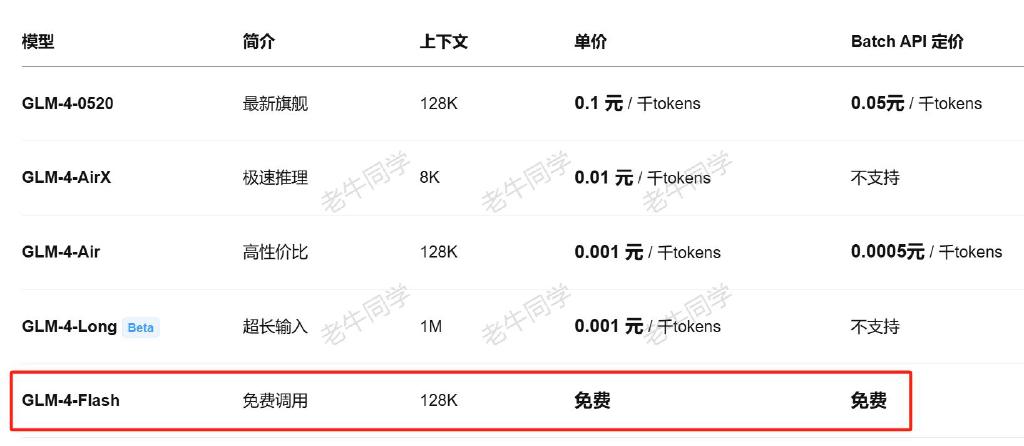 模型 简介 上下文 单价 Batch API 定价
GLM-4-0520 最新旗舰 128K 0.1 元 / 千tokens 0.05元 / 千tokens
GLM-4-AirX 极速推理 8K 0.01 元 / 千tokens 不支持
老牛同学 老牛同学 老牛同学
GLM-4-Air 高性价比 128K 0.001 元 / 千tokens 0.0005元 / 千tokens
GLM-4-Long Beta 超长输入 1M 0.001 元 / 千tokens 不支持
老牛同学 老牛同学 老牛同学
GLM-4-Flash 免费调用 128K 免费 免费